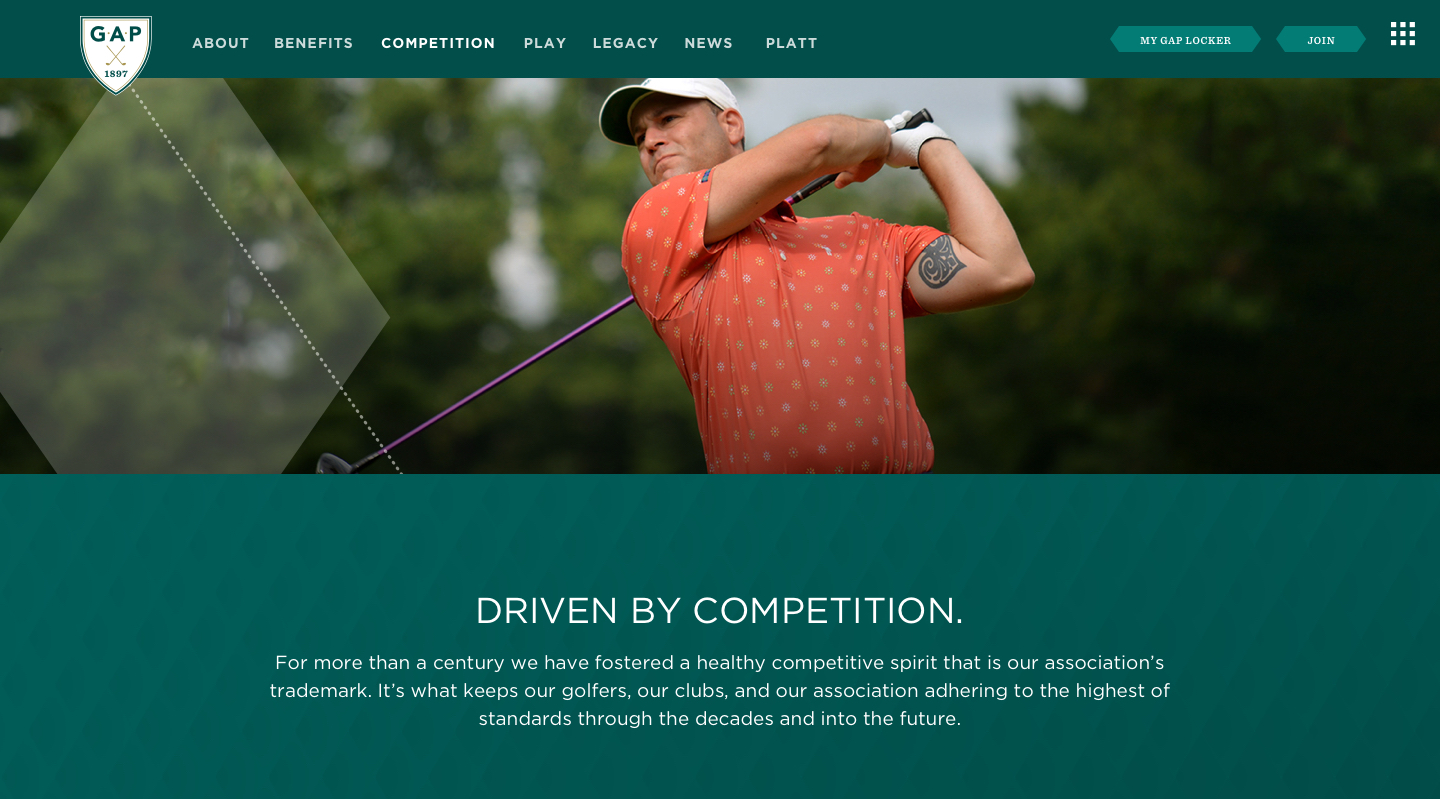 G·A·P
1897
ABOUT
BENEFITS
COMPETITION
PLAY
LEGACY
NEWS
PLATT
MY GAP LOCKER
JOIN
DRIVEN BY COMPETITION.
For more than a century we have fostered a healthy competitive spirit that is our association’s
trademark. It’s what keeps our golfers, our clubs, and our association adhering to the highest of
standards through the decades and into the future.